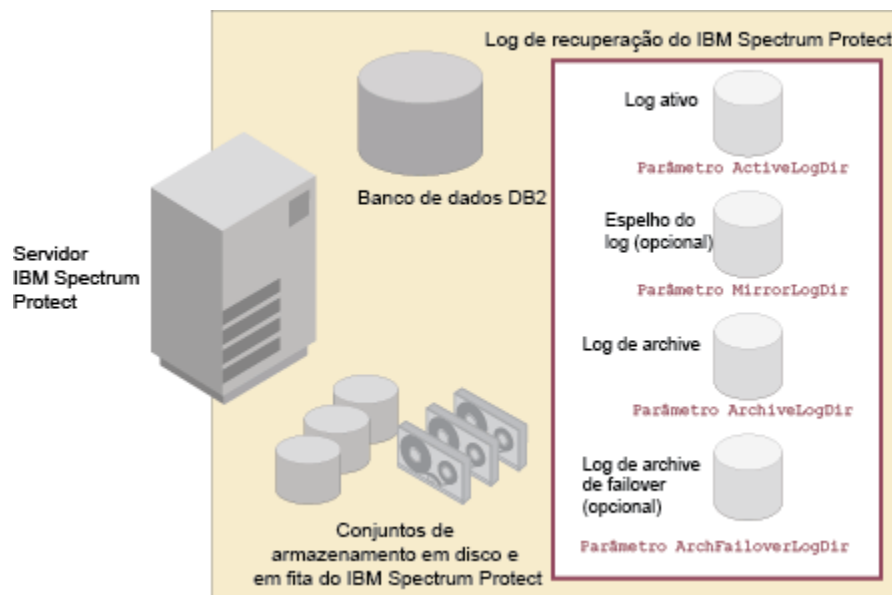 Log de recuperação do IBM Spectrum Protect
Log ativo
Parâmetro ActiveLogDir
Banco de dados DB2
Espelho do
log (opcional)
Parâmetro MirrorLogDir
Servidor
IBM Spectrum
Protect
Log de archive
Parâmetro ArchiveLogDir
Log de archive
de failover
(opcional)
Parâmetro ArchFailoverLogDir
Conjuntos de
armazenamento em disco e
em fita do IBM Spectrum Protect